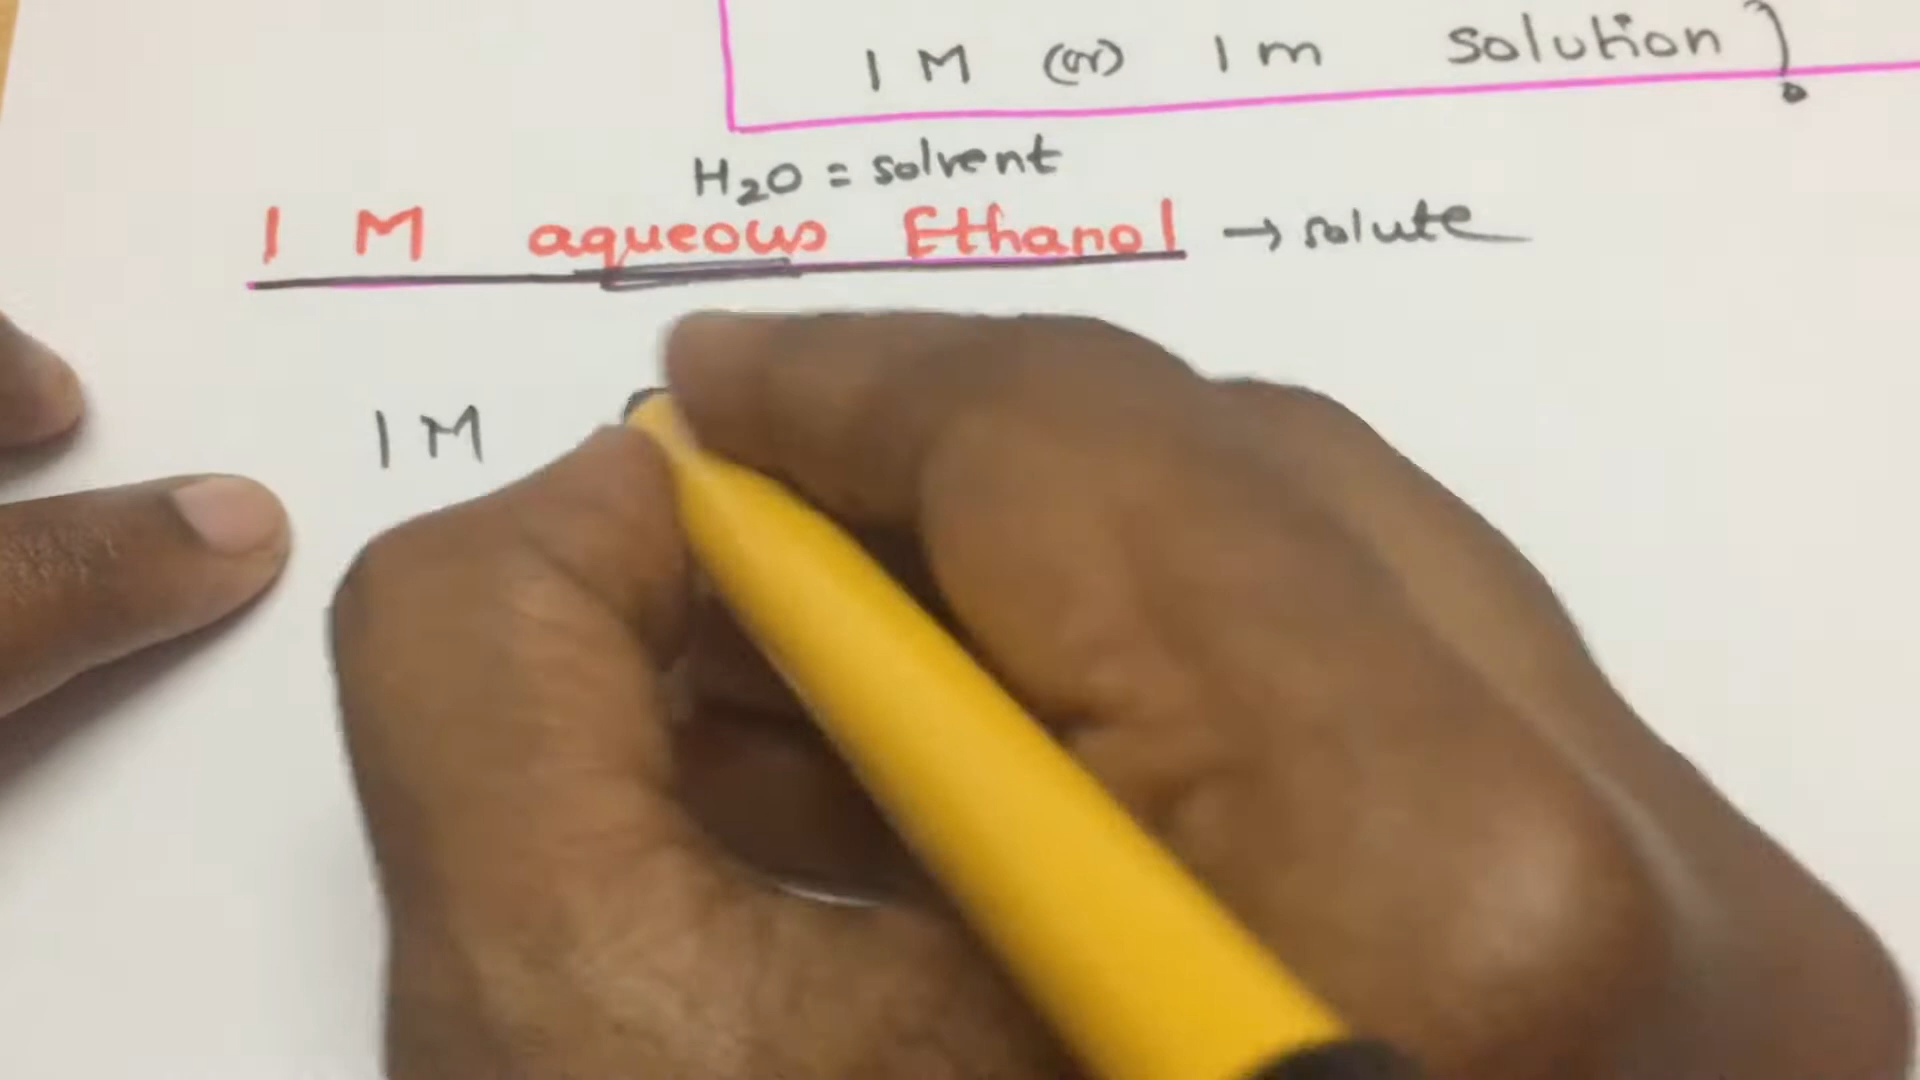 1 M (or) 1 m solution)
H₂O = solvent
1 M aqueous Ethanol → solute
1 M